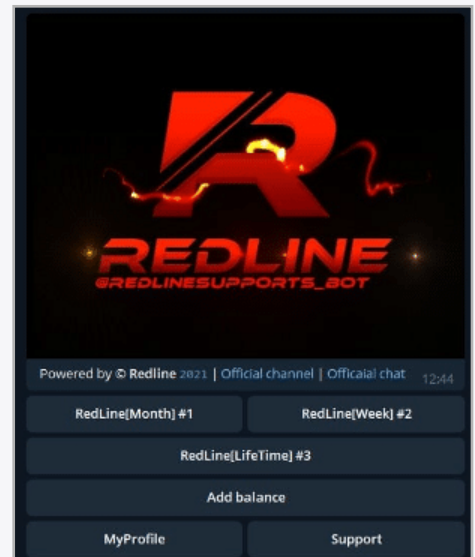 REDLINE
@REDLINESUPPORTS_BOT
Powered by © Redline 2021 | Official channel | Officaial chat 12:44
RedLine[Month] #1 RedLine[Week] #2
RedLine[LifeTime] #3
Add balance
MyProfile Support